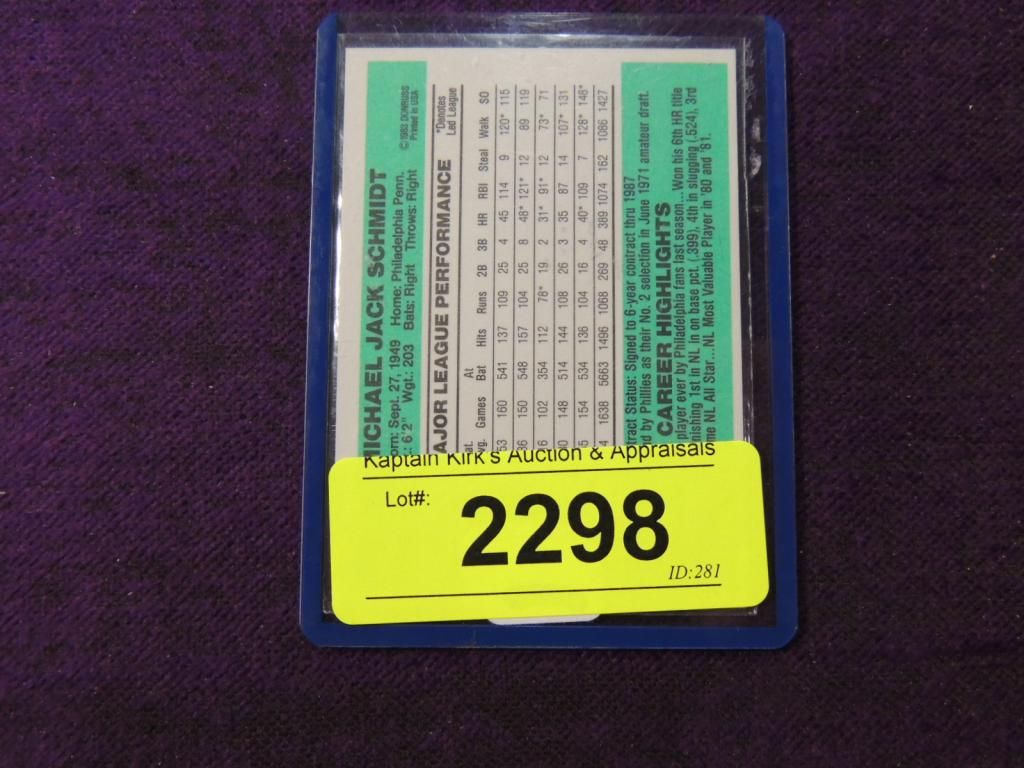 MICHAEL JACK SCHMIDT
©1983 DONRUSS
Printed in USA
Sept. 27, 1949 Home: Philadelphia Penn.
6'2" Wgt.: 203 Bats: Right Throws: Right
MAJOR LEAGUE PERFORMANCE
*Denotes
Led League
At
Games Bat Hits Runs 2B 3B HR RBI Steal Walk SO
160 541 137 109 25 4 45 114 9 120* 115
150 548 157 104 25 8 48* 121* 12 89 119
102 354 112 78* 19 2 31* 91* 12 73* 71
148 514 144 108 26 3 35 87 14 107* 131
154 534 136 104 16 4 40* 109 7 128* 148*
1638 5663 1496 1068 269 48 389 1074 162 1086 1427
Status: Signed to 6-year contract thru 1987
by Phillies as their No. 2 selection in June 1971 amateur draft.
CAREER HIGHLIGHTS
player ever by Philadelphia fans last season...Won his 6th HR title
1st in NL in on base pct. (.399), 4th in slugging (.524), 3rd
NL All Star...NL Most Valuable Player in '80 and '81.
Kaptain Kirk's Auction & Appraisals
Lot#:
2298
ID:281